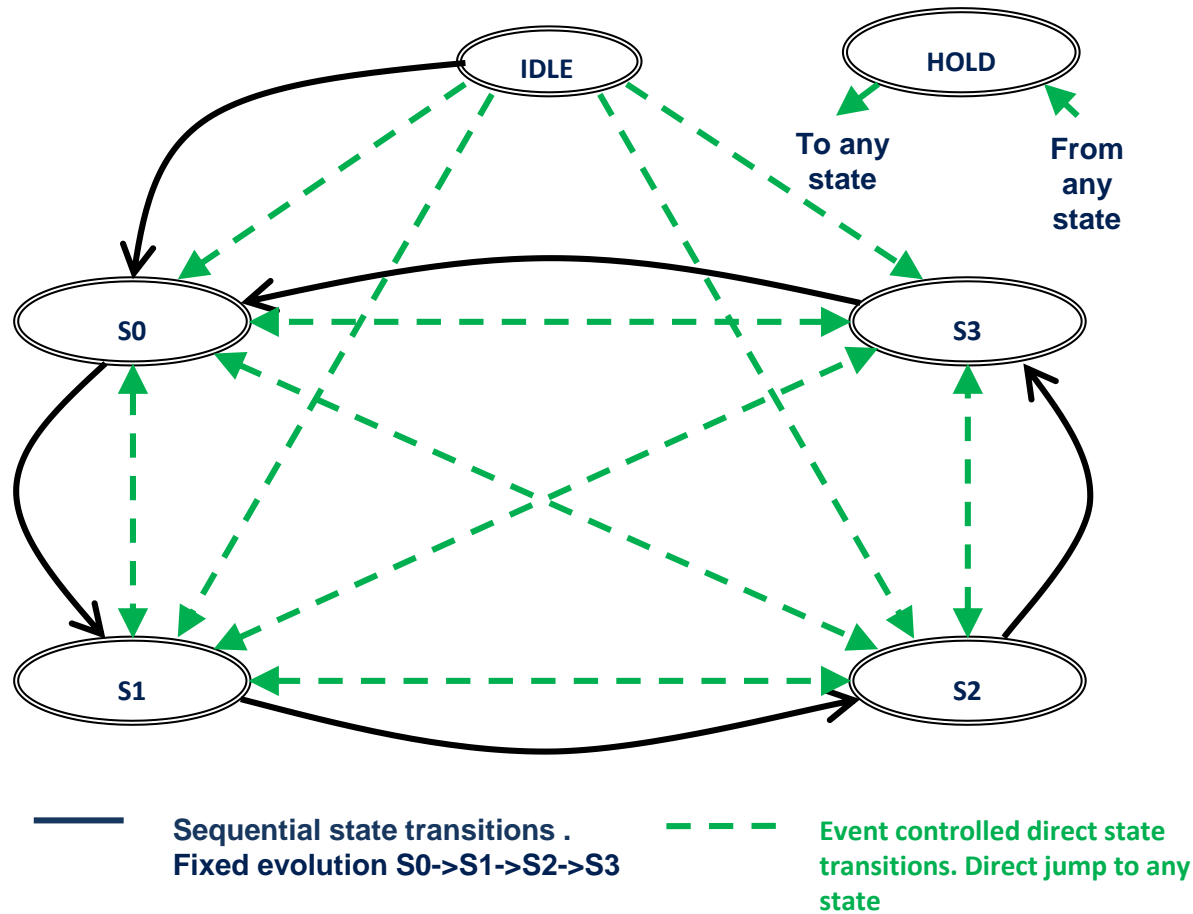 IDLE
HOLD
To any
state
From
any
state
S0
S3
S1
S2
Sequential state transitions .
Fixed evolution S0->S1->S2->S3
Event controlled direct state
transitions. Direct jump to any
state